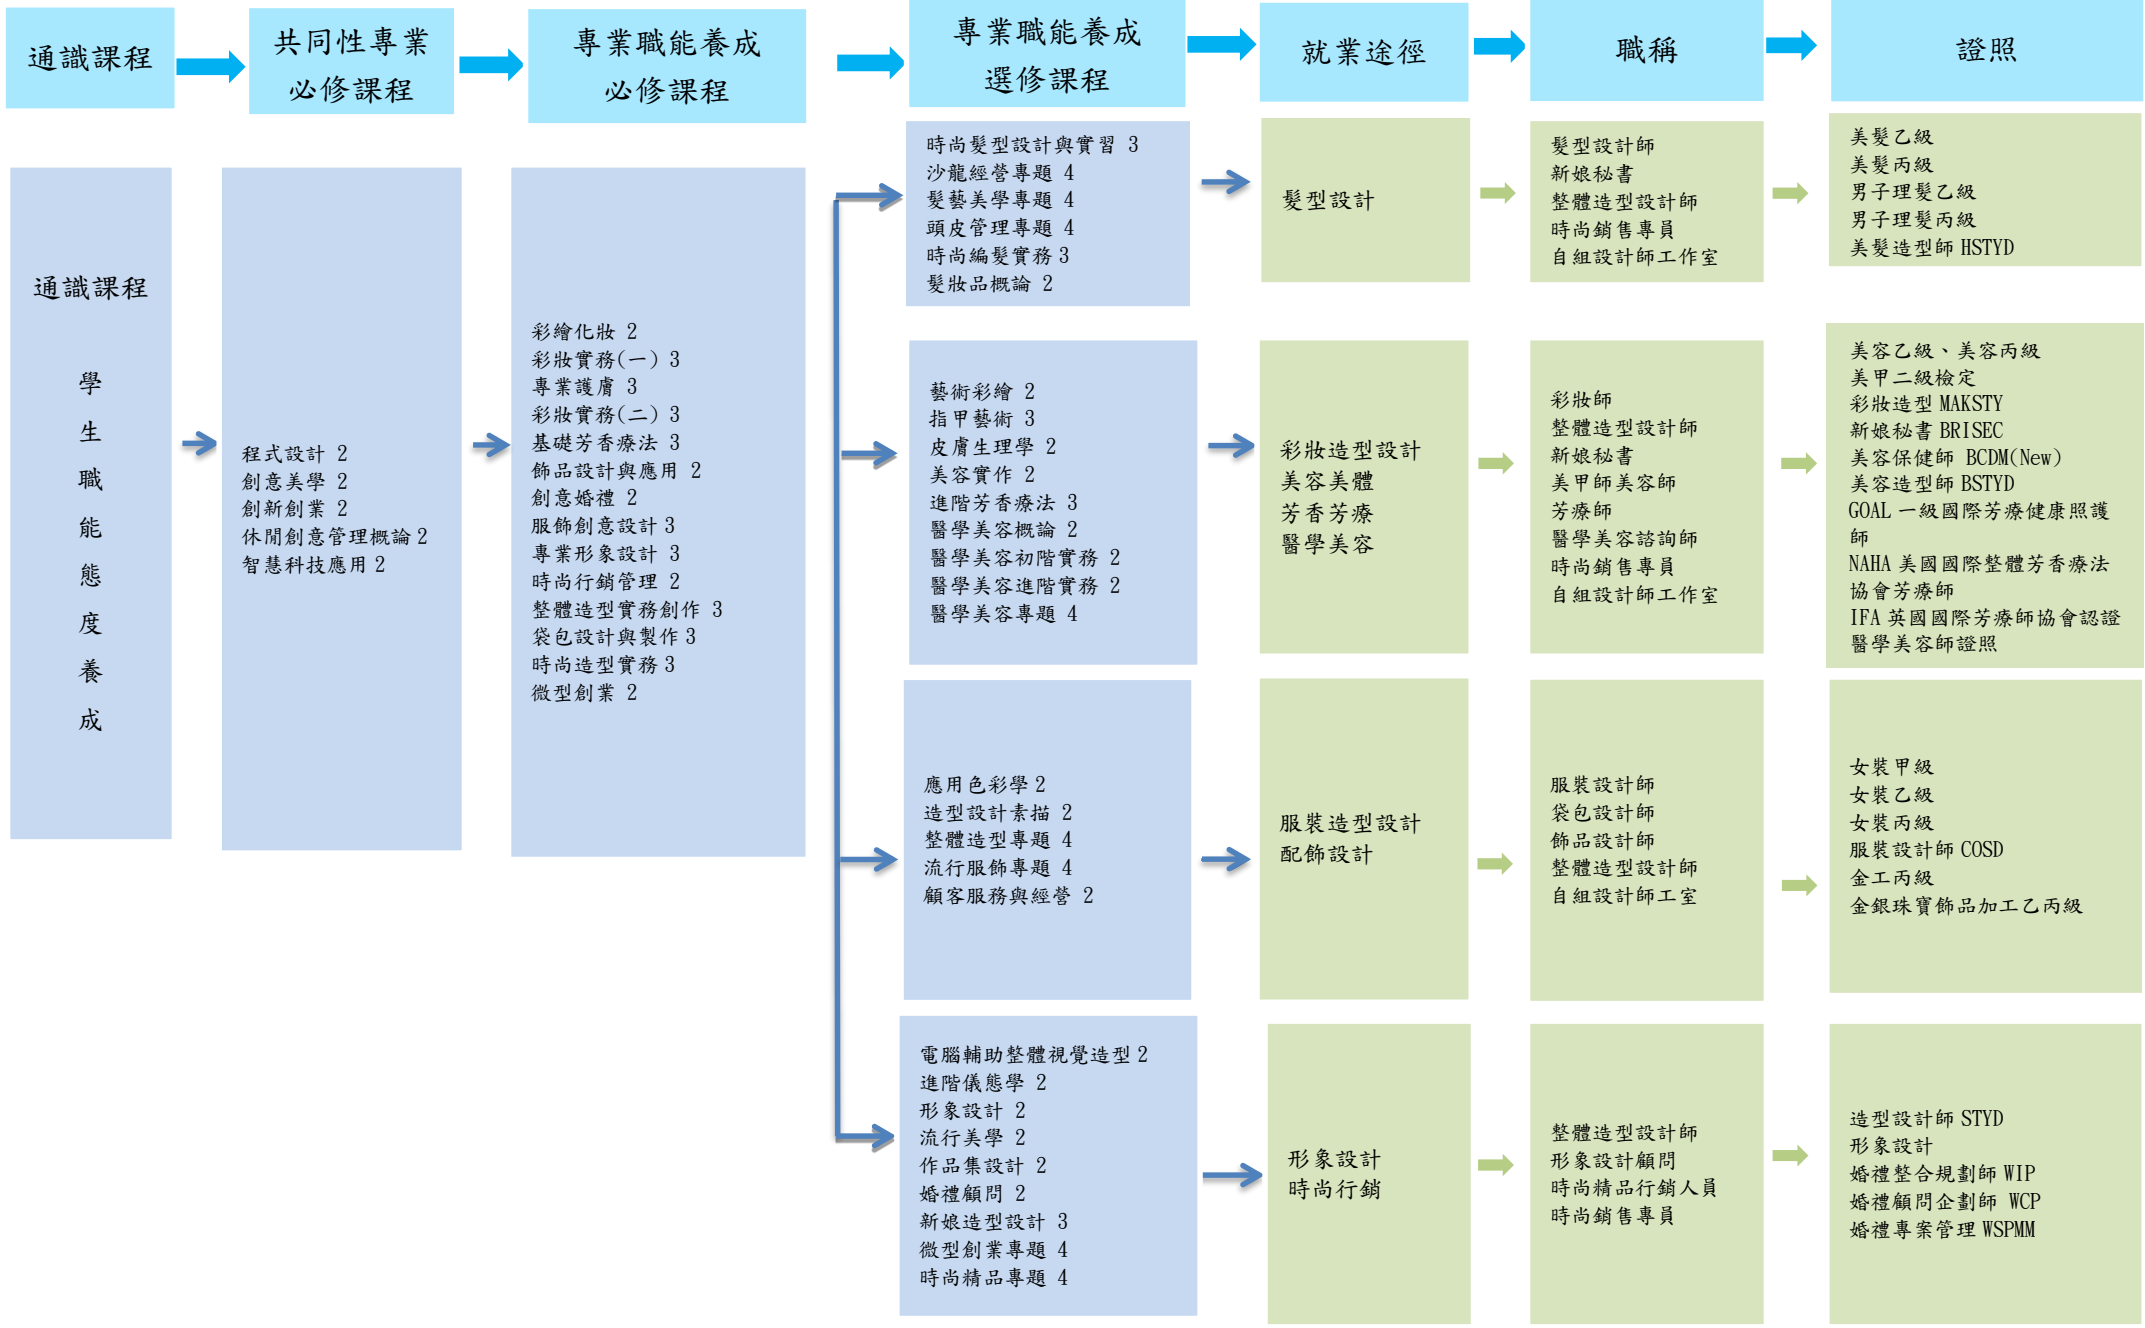 通識課程
共同性專業
必修課程
專業職能養成
必修課程
專業職能養成
選修課程
就業途徑
職稱
證照
通識課程
學
生
職
能
態
度
養
成
程式設計 2
創意美學 2
創新創業 2
休閒創意管理概論 2
智慧科技應用 2
彩繪化妝 2
彩妝實務(一) 3
專業護膚 3
彩妝實務(二) 3
基礎芳香療法 3
飾品設計與應用 2
創意婚禮 2
服飾創意設計 3
專業形象設計 3
時尚行銷管理 2
整體造型實務創作 3
袋包設計與製作 3
時尚造型實務 3
微型創業 2
時尚髮型設計與實習 3
沙龍經營專題 4
髮藝美學專題 4
頭皮管理專題 4
時尚編髮實務 3
髮妝品概論 2
髮型設計
髮型設計師
新娘秘書
整體造型設計師
時尚銷售專員
自組設計師工作室
美髮乙級
美髮丙級
男子理髮乙級
男子理髮丙級
美髮造型師 HSTYD
藝術彩繪 2
指甲藝術 3
皮膚生理學 2
美容實作 2
進階芳香療法 3
醫學美容概論 2
醫學美容初階實務 2
醫學美容進階實務 2
醫學美容專題 4
彩妝造型設計
美容美體
芳香芳療
醫學美容
彩妝師
整體造型設計師
新娘秘書
美甲師美容師
芳療師
醫學美容諮詢師
時尚銷售專員
自組設計師工作室
美容乙級、美容丙級
美甲二級檢定
彩妝造型 MAKSTY
新娘秘書 BRISEC
美容保健師 BCDM(New)
美容造型師 BSTYD
GOAL 一級國際芳療健康照護
師
NAHA 美國國際整體芳香療法
協會芳療師
IFA 英國國際芳療師協會認證
醫學美容師證照
應用色彩學 2
造型設計素描 2
整體造型專題 4
流行服飾專題 4
顧客服務與經營 2
服裝造型設計
配飾設計
服裝設計師
袋包設計師
飾品設計師
整體造型設計師
自組設計師工室
女裝甲級
女裝乙級
女裝丙級
服裝設計師 COSD
金工丙級
金銀珠寶飾品加工乙丙級
電腦輔助整體視覺造型 2
進階儀態學 2
形象設計 2
流行美學 2
作品集設計 2
婚禮顧問 2
新娘造型設計 3
微型創業專題 4
時尚精品專題 4
形象設計
時尚行銷
整體造型設計師
形象設計顧問
時尚精品行銷人員
時尚銷售專員
造型設計師 STYD
形象設計
婚禮整合規劃師 WIP
婚禮顧問企劃師 WCP
婚禮專案管理 WSPMM